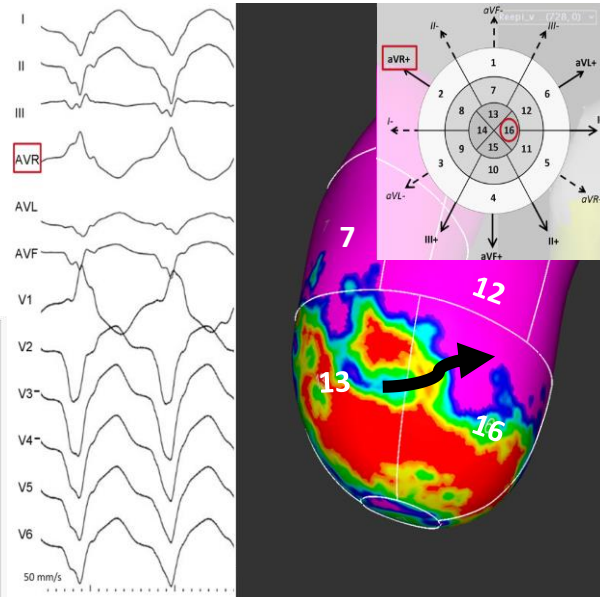 I
II
III
AVR
AVL
AVF
V1
V2
V3
V4
V5
V6
50 mm/s
aVF-
II-
III-
aVR+
aVL+
1
2
7
6
8
13
12
I-
14
16
9
15
11
3
10
5
aVL-
4
aVR-
III+
aVF+
II+
7
12
13
16